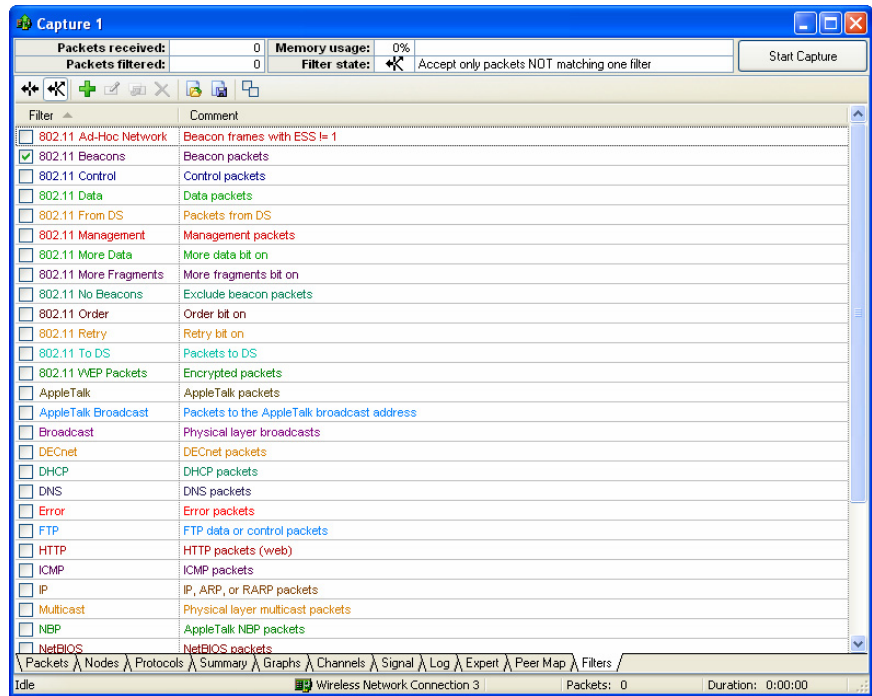 Capture 1
Packets received: 0 Memory usage: 0%
Packets filtered: 0 Filter state: Accept only packets NOT matching one filter
Start Capture
Filter Comment
802.11 Ad-Hoc Network Beacon frames with ESS != 1
802.11 Beacons Beacon packets
802.11 Control Control packets
802.11 Data Data packets
802.11 From DS Packets from DS
802.11 Management Management packets
802.11 More Data More data bit on
802.11 More Fragments More fragments bit on
802.11 No Beacons Exclude beacon packets
802.11 Order Order bit on
802.11 Retry Retry bit on
802.11 To DS Packets to DS
802.11 WEP Packets Encrypted packets
AppleTalk AppleTalk packets
AppleTalk Broadcast Packets to the AppleTalk broadcast address
Broadcast Physical layer broadcasts
DECnet DECnet packets
DHCP DHCP packets
DNS DNS packets
Error Error packets
FTP FTP data or control packets
HTTP HTTP packets (web)
ICMP ICMP packets
IP IP, ARP, or RARP packets
Multicast Physical layer multicast packets
NBP AppleTalk NBP packets
NetBIOS NetBIOS packets
Packets Nodes Protocols Summary Graphs Channels Signal Log Expert Peer Map Filters
Idle Wireless Network Connection 3 Packets: 0 Duration: 0:00:00